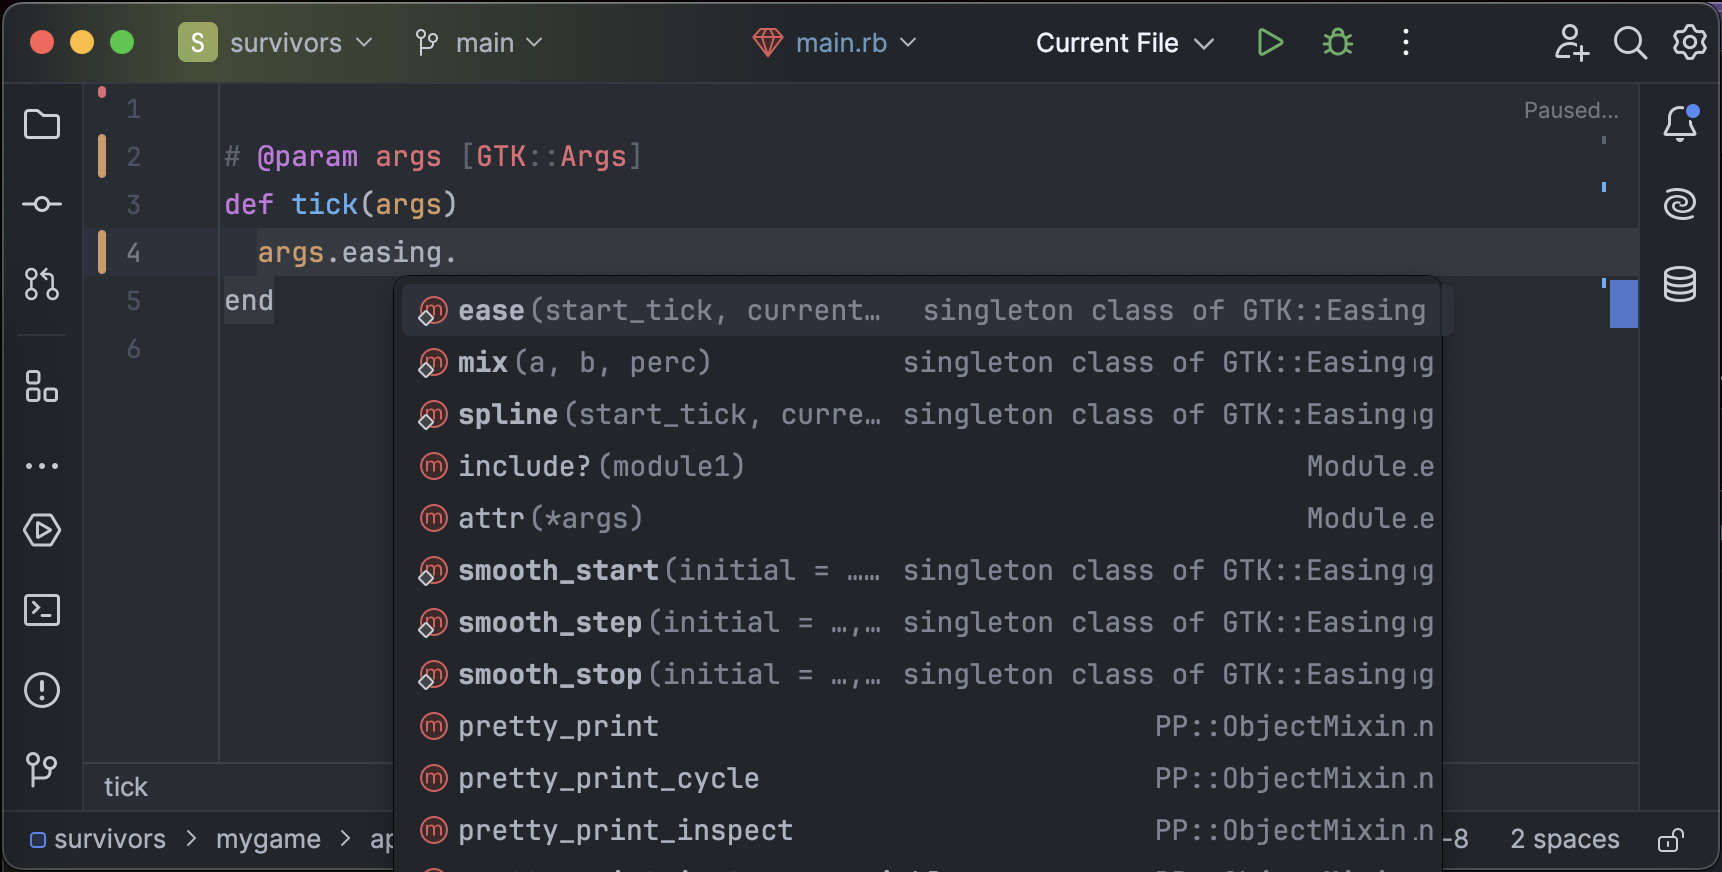 S survivors main main.rb Current File
1 Paused...
2 # @param args [GTK::Args]
3 def tick(args)
4 args.easing.
5 end
6
ease(start_tick, current… singleton class of GTK::Easing
mix(a, b, perc) singleton class of GTK::Easing
spline(start_tick, curre… singleton class of GTK::Easing
include?(module1) Module
attr(*args) Module
smooth_start(initial = …… singleton class of GTK::Easing
smooth_step(initial = …,… singleton class of GTK::Easing
smooth_stop(initial = …,… singleton class of GTK::Easing
pretty_print PP::ObjectMixin
pretty_print_cycle PP::ObjectMixin
pretty_print_inspect PP::ObjectMixin
tick
survivors > mygame > ap -8 2 spaces